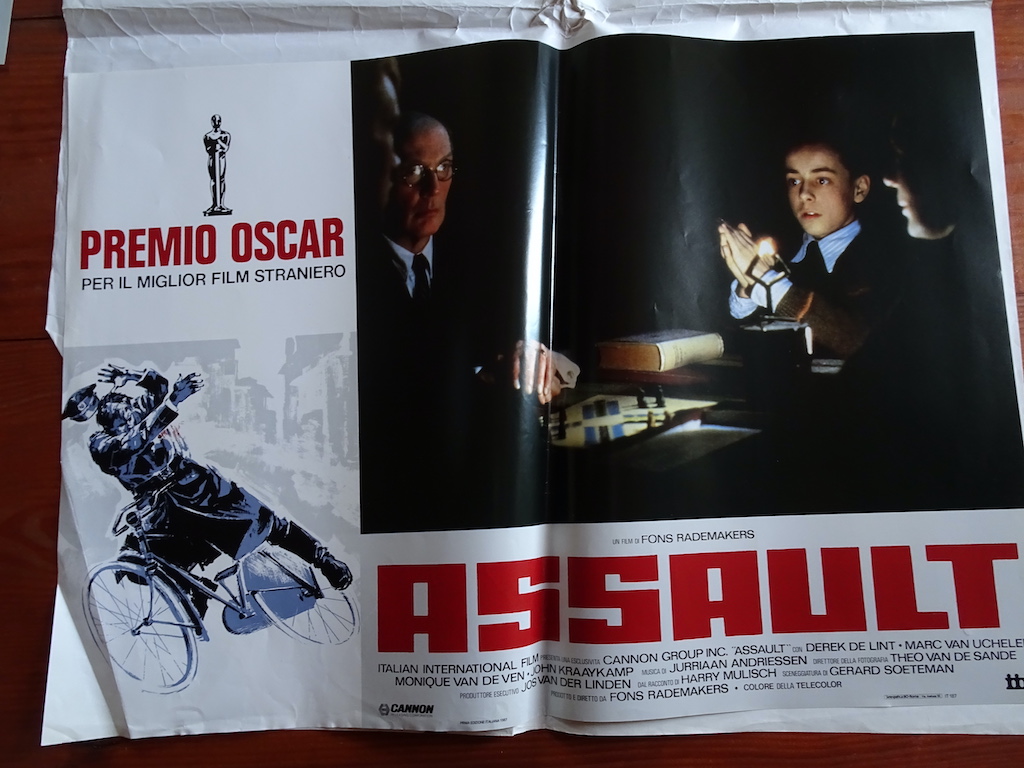 PREMIO OSCAR
PER IL MIGLIOR FILM STRANIERO
UN FILM DI FONS RADEMAKERS
ASSAULT
ITALIAN INTERNATIONAL FILM PRESENTA UNA ESCLUSIVITÀ CANNON GROUP INC. "ASSAULT" CON DEREK DE LINT • MARC VAN UCHELE
MONIQUE VAN DE VEN • JOHN KRAAYKAMP MUSICA DI JURRIAAN ANDRIESSEN DIRETTORE DELLA FOTOGRAFIA THEO VAN DE SANDE
DAL RACCONTO DI HARRY MULISCH SCENEGGIATURA DI GERARD SOETEMAN
PRODUTTORE ESECUTIVO JOS VAN DER LINDEN PRODOTTO E DIRETTO DA FONS RADEMAKERS • COLORE DELLA TELECOLOR
CANNON